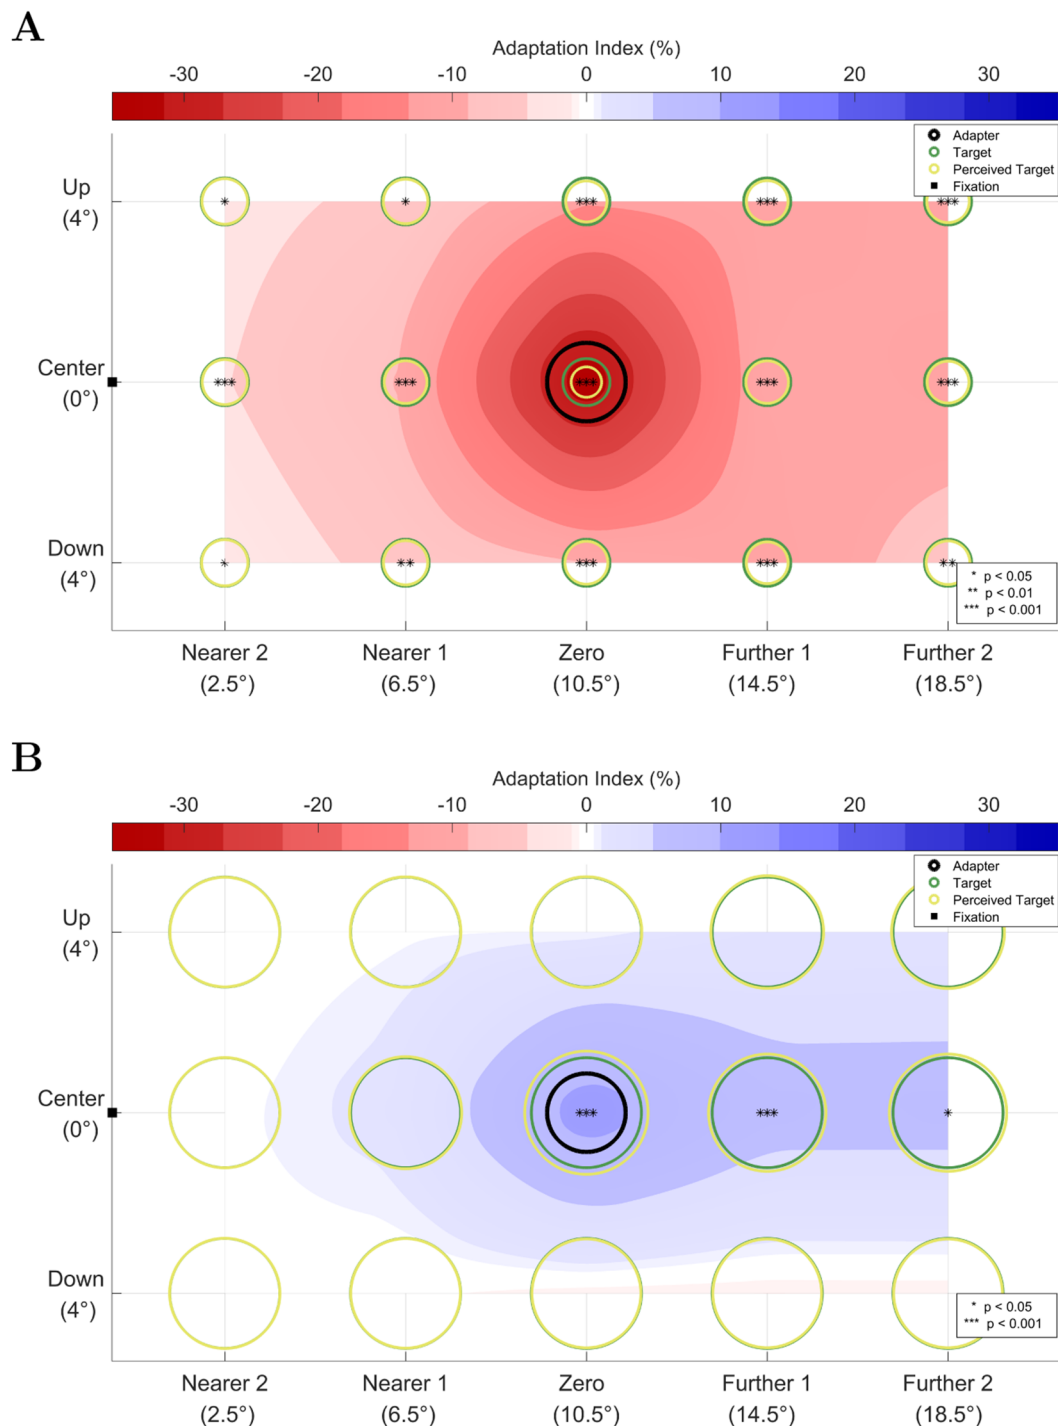 A
Adaptation Index (%)
-30 -20 -10 0 10 20 30
Adapter
Target
Perceived Target
Fixation
Up
(4°)
* * *** *** ***
Center
(0°)
*** *** *** *** ***
Down
(4°)
* ** *** *** **
* p < 0.05
** p < 0.01
*** p < 0.001
Nearer 2 Nearer 1 Zero Further 1 Further 2
(2.5°) (6.5°) (10.5°) (14.5°) (18.5°)
B
Adaptation Index (%)
-30 -20 -10 0 10 20 30
Adapter
Target
Perceived Target
Fixation
Up
(4°)
Center
(0°)
*** *** *
Down
(4°)
* p < 0.05
*** p < 0.001
Nearer 2 Nearer 1 Zero Further 1 Further 2
(2.5°) (6.5°) (10.5°) (14.5°) (18.5°)